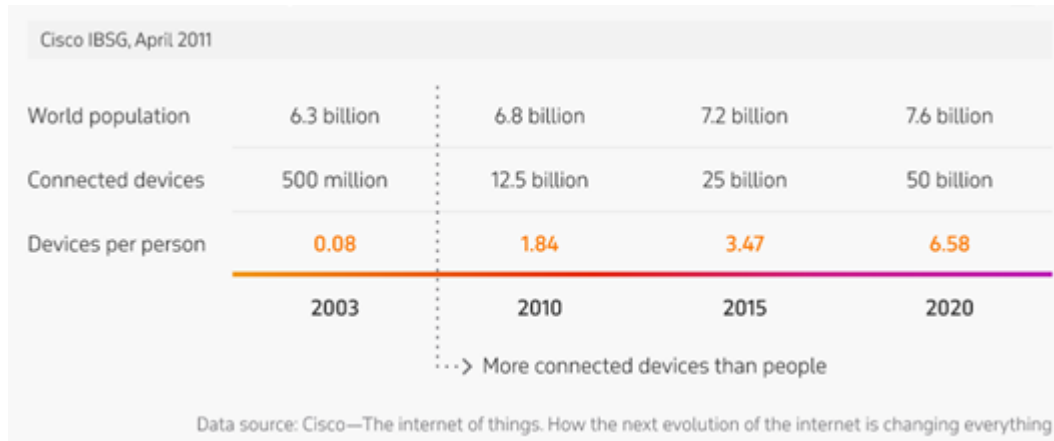 Cisco IBSG, April 2011
World population 6.3 billion 6.8 billion 7.2 billion 7.6 billion
Connected devices 500 million 12.5 billion 25 billion 50 billion
Devices per person 0.08 1.84 3.47 6.58
2003 2010 2015 2020
More connected devices than people
Data source: Cisco—The internet of things. How the next evolution of the internet is changing everything